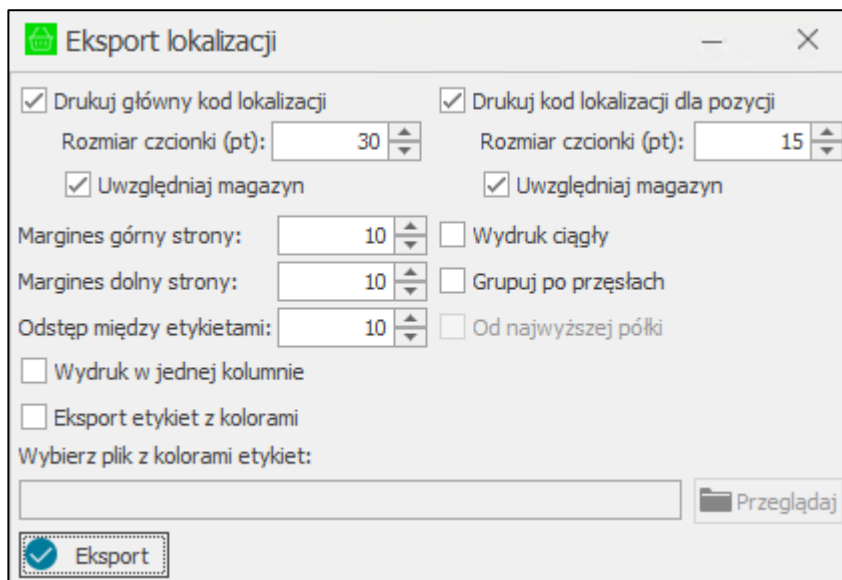 Eksport lokalizacji
Drukuj główny kod lokalizacji Drukuj kod lokalizacji dla pozycji
Rozmiar czcionki (pt): 30 Rozmiar czcionki (pt): 15
Uwzględniaj magazyn Uwzględniaj magazyn
Margines górny strony: 10 Wydruk ciągły
Margines dolny strony: 10 Grupuj po przęsłach
Odstęp między etykietami: 10 Od najwyższej półki
Wydruk w jednej kolumnie
Eksport etykiet z kolorami
Wybierz plik z kolorami etykiet:
Przeglądaj
Eksport